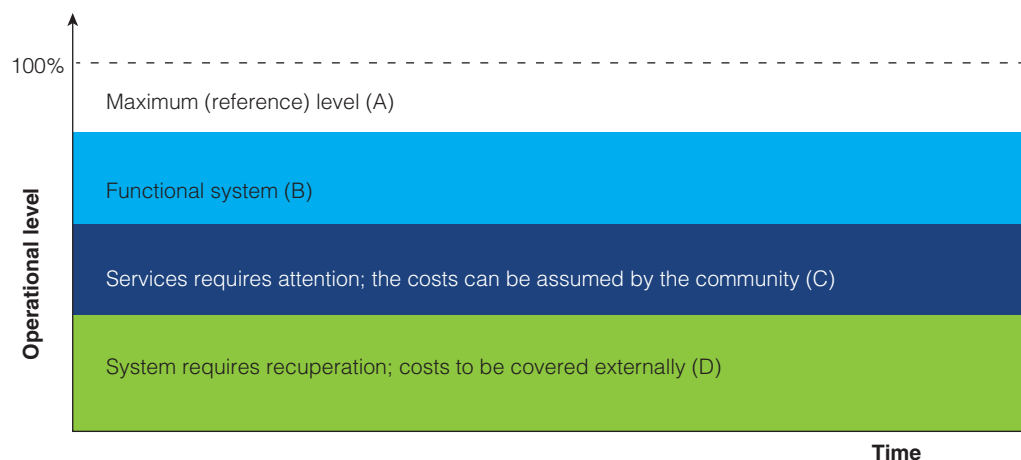 100%
Maximum (reference) level (A)
Functional system (B)
Services requires attention; the costs can be assumed by the community (C)
System requires recuperation; costs to be covered externally (D)
Operational level
Time